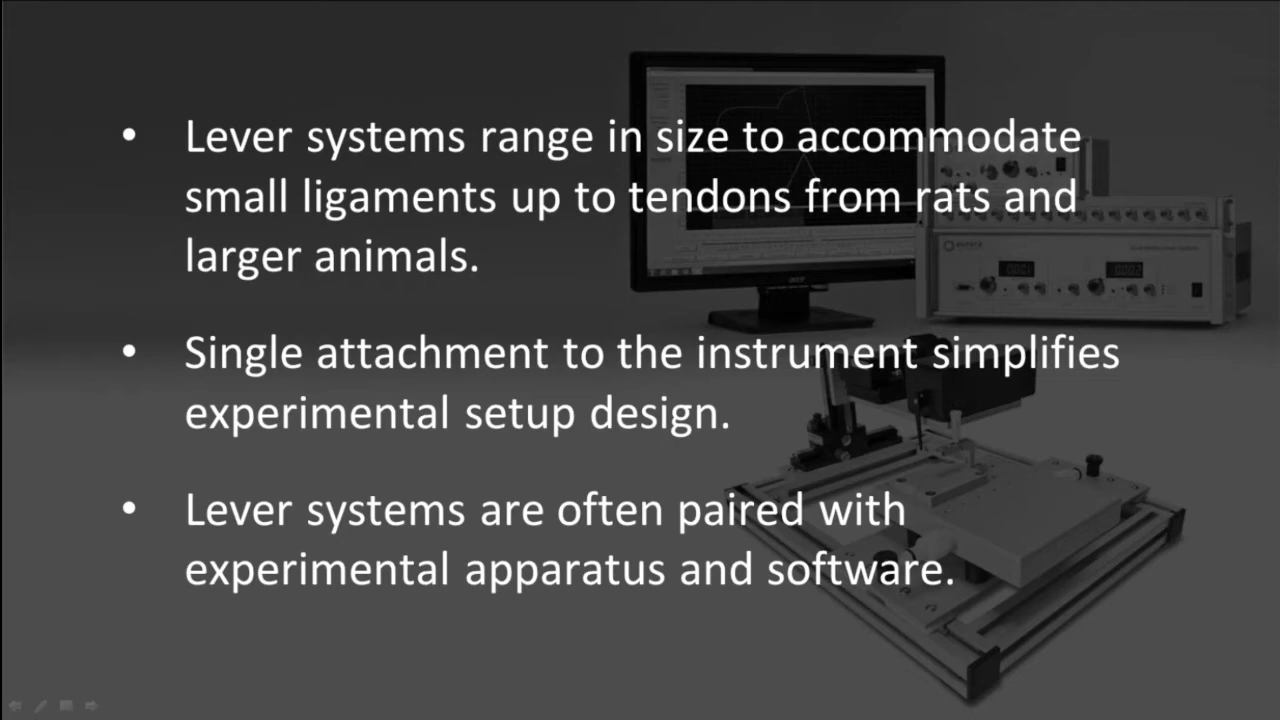 • Lever systems range in size to accommodate
small ligaments up to tendons from rats and
larger animals.
• Single attachment to the instrument simplifies
experimental setup design.
• Lever systems are often paired with
experimental apparatus and software.
acer